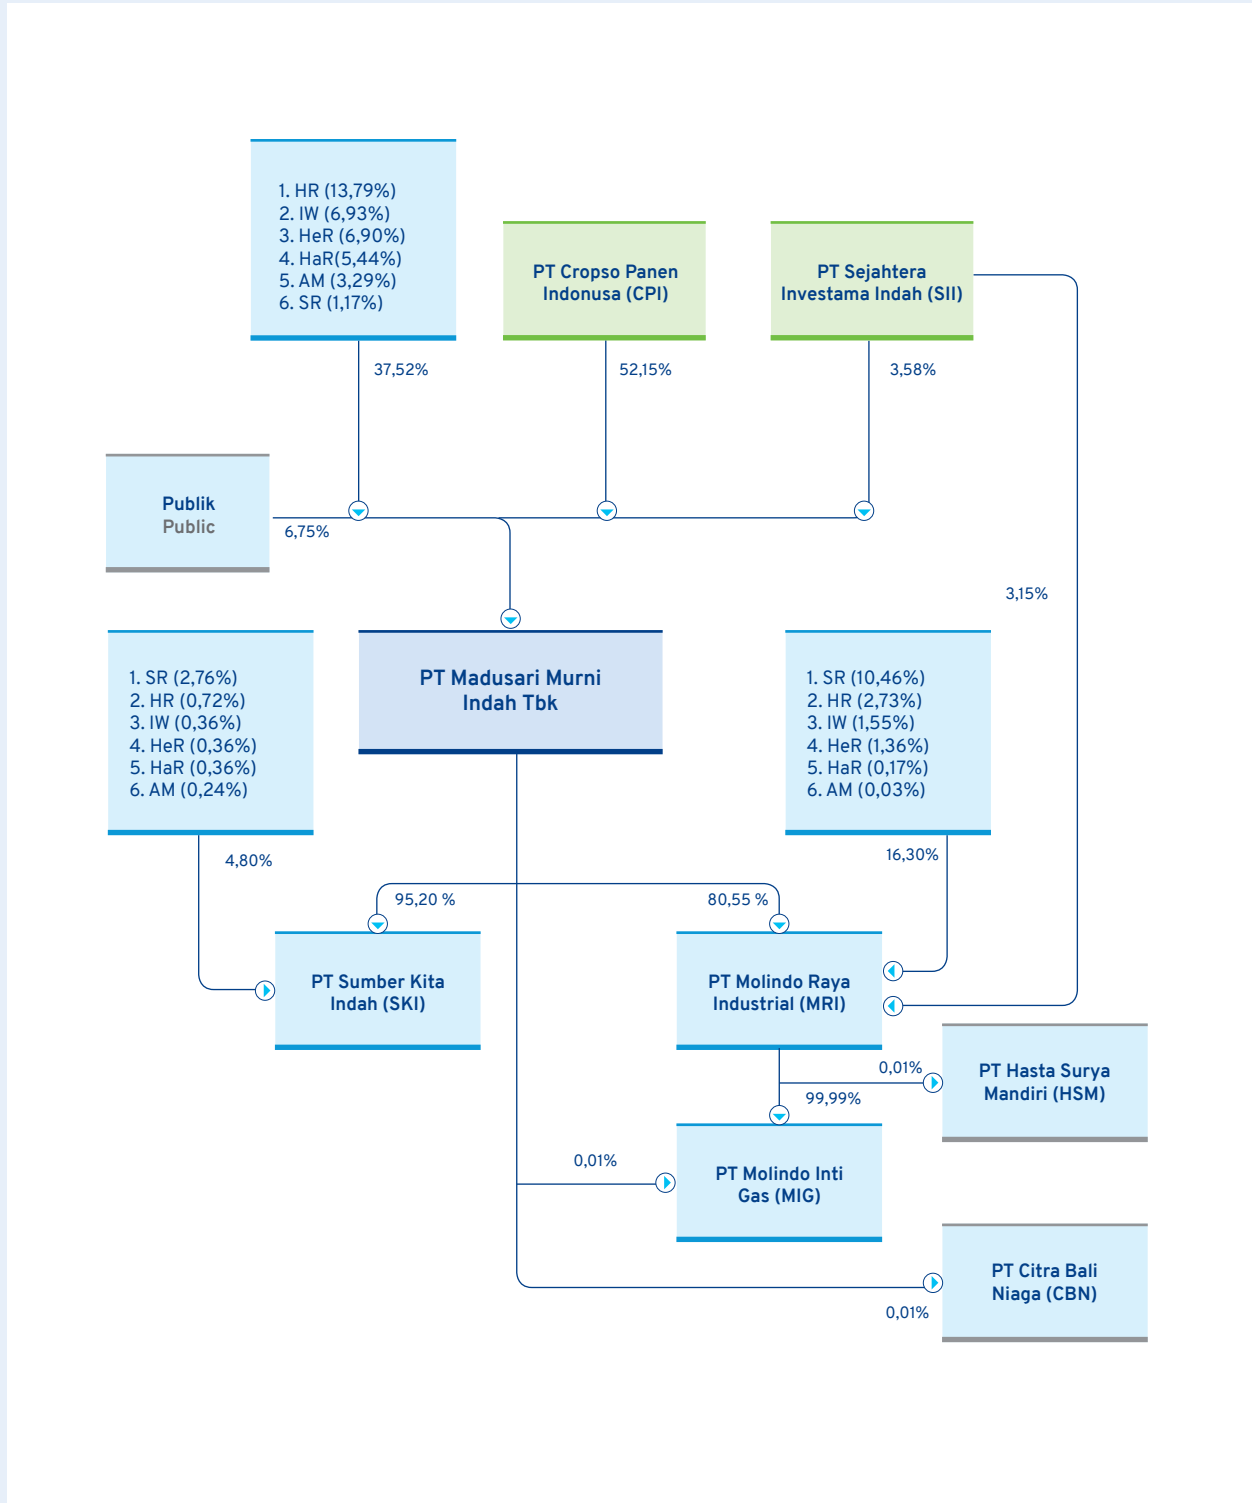 1. HR (13,79%)
2. IW (6,93%)
3. HeR (6,90%)
4. HaR(5,44%)
5. AM (3,29%)
6. SR (1,17%)
PT Cropso Panen
Indonusa (CPI)
PT Sejahtera
Investama Indah (SII)
37,52%
52,15%
3,58%
Publik
Public
6,75%
3,15%
1. SR (2,76%)
2. HR (0,72%)
3. IW (0,36%)
4. HeR (0,36%)
5. HaR (0,36%)
6. AM (0,24%)
PT Madusari Murni
Indah Tbk
1. SR (10,46%)
2. HR (2,73%)
3. IW (1,55%)
4. HeR (1,36%)
5. HaR (0,17%)
6. AM (0,03%)
4,80%
16,30%
95,20 %
80,55 %
PT Sumber Kita
Indah (SKI)
PT Molindo Raya
Industrial (MRI)
0,01%
99,99%
PT Hasta Surya
Mandiri (HSM)
0,01%
PT Molindo Inti
Gas (MIG)
PT Citra Bali
Niaga (CBN)
0,01%